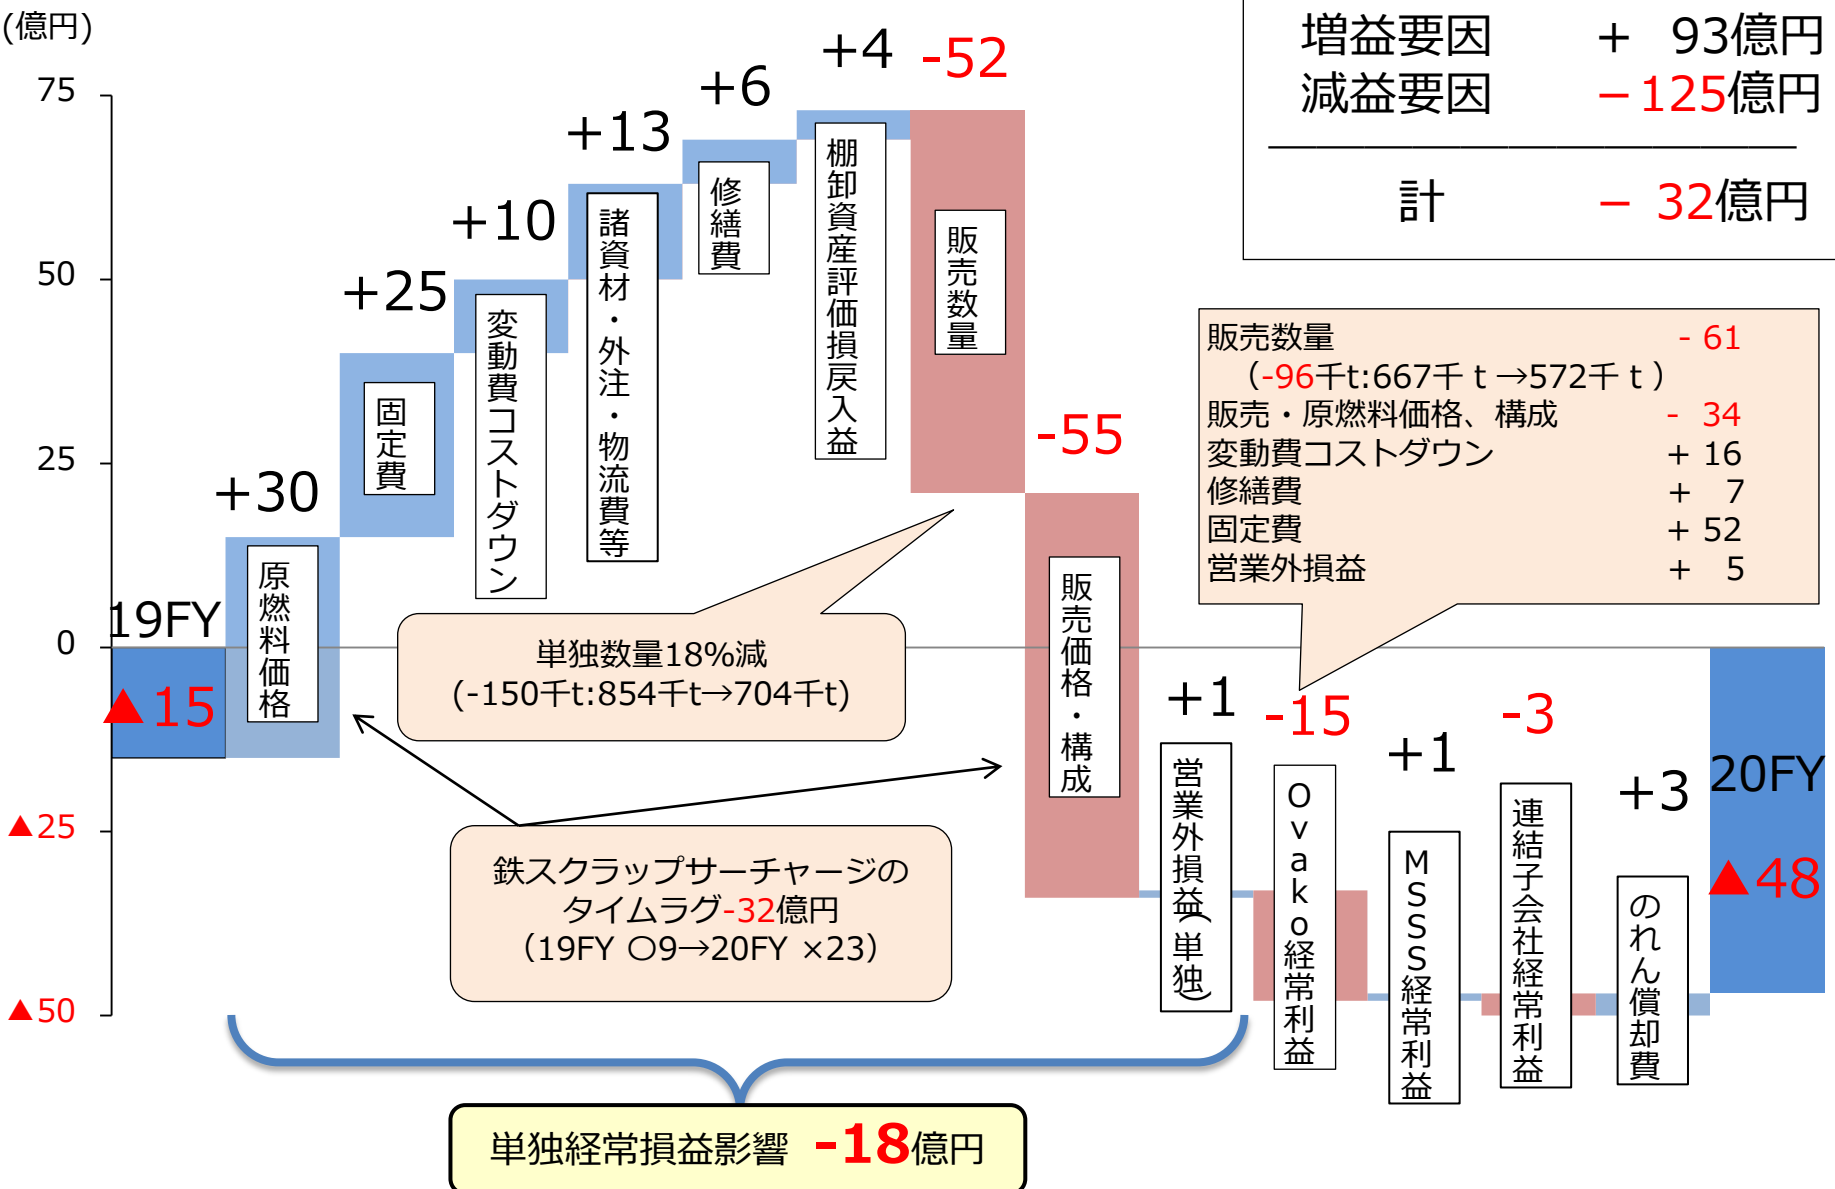 (億円)
増益要因 + 93億円
減益要因 −125億円
計 − 32億円
75
50
25
0
▲25
▲50
19FY
▲15
+30
原燃料価格
+25
固定費
+10
変動費コストダウン
+13
諸資材・外注・物流費等
+6
修繕費
+4
棚卸資産評価損戻入益
-52
販売数量
-55
販売価格・構成
+1
営業外損益(単独)
-15
Ovako経常利益
+1
MSSS経常利益
-3
連結子会社経常利益
+3
のれん償却費
20FY
▲48
販売数量 - 61
(-96千t:667千t→572千t)
販売・原燃料価格、構成 - 34
変動費コストダウン + 16
修繕費 + 7
固定費 + 52
営業外損益 + 5
単独数量18%減
(-150千t:854千t→704千t)
鉄スクラップサーチャージの
タイムラグ-32億円
(19FY ○9→20FY ×23)
単独経常損益影響 -18億円